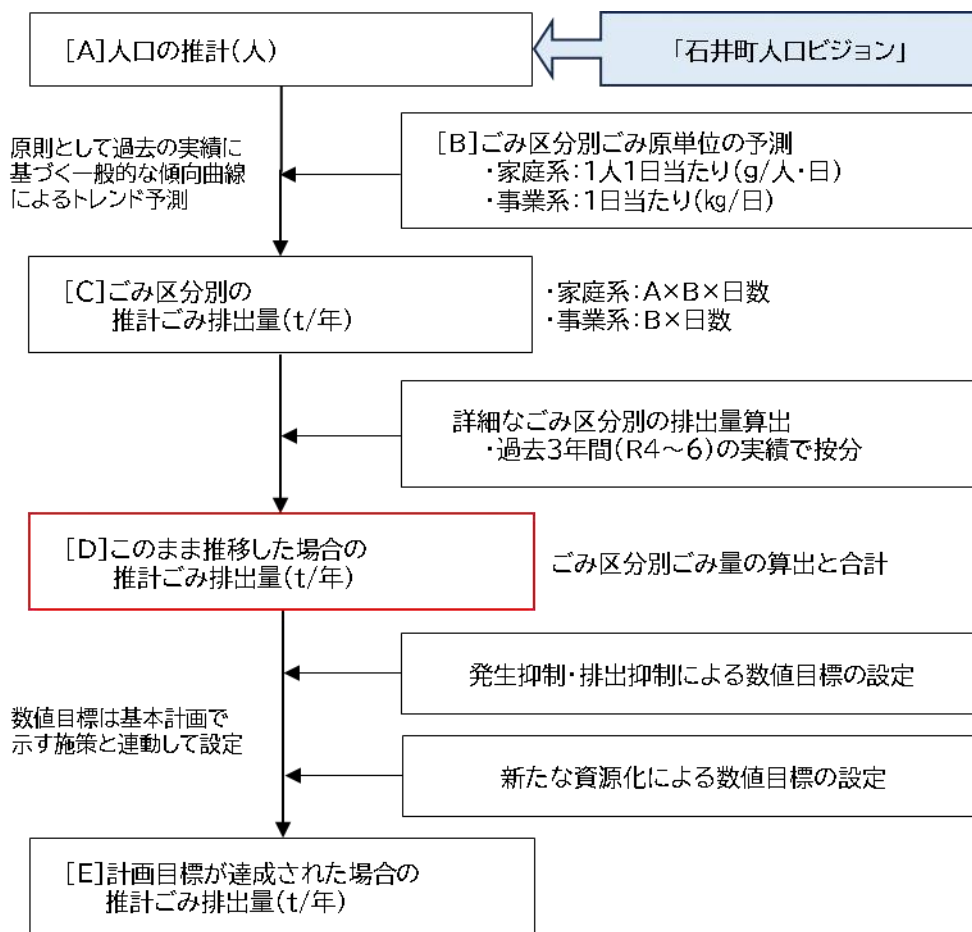 [A]人口の推計(人)
「石井町人口ビジョン」
原則として過去の実績に
基づく一般的な傾向曲線
によるトレンド予測
[B]ごみ区分別ごみ原単位の予測
・家庭系:1人1日当たり(g/人・日)
・事業系:1日当たり(㎏/日)
[C]ごみ区分別の
推計ごみ排出量(t/年)
・家庭系:A×B×日数
・事業系:B×日数
詳細なごみ区分別の排出量算出
・過去3年間(R4~6)の実績で按分
[D]このまま推移した場合の
推計ごみ排出量(t/年)
ごみ区分別ごみ量の算出と合計
発生抑制・排出抑制による数値目標の設定
数値目標は基本計画で
示す施策と連動して設定
新たな資源化による数値目標の設定
[E]計画目標が達成された場合の
推計ごみ排出量(t/年)